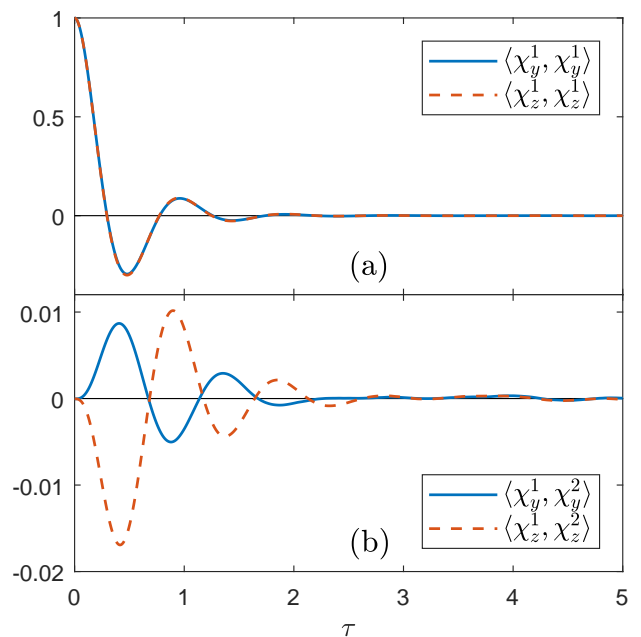 1
0.5
0
⟨χ_y^1, χ_y^1⟩
⟨χ_z^1, χ_z^1⟩
(a)
0.01
0
-0.01
-0.02
⟨χ_y^1, χ_y^2⟩
⟨χ_z^1, χ_z^2⟩
(b)
0 1 2 3 4 5
τ